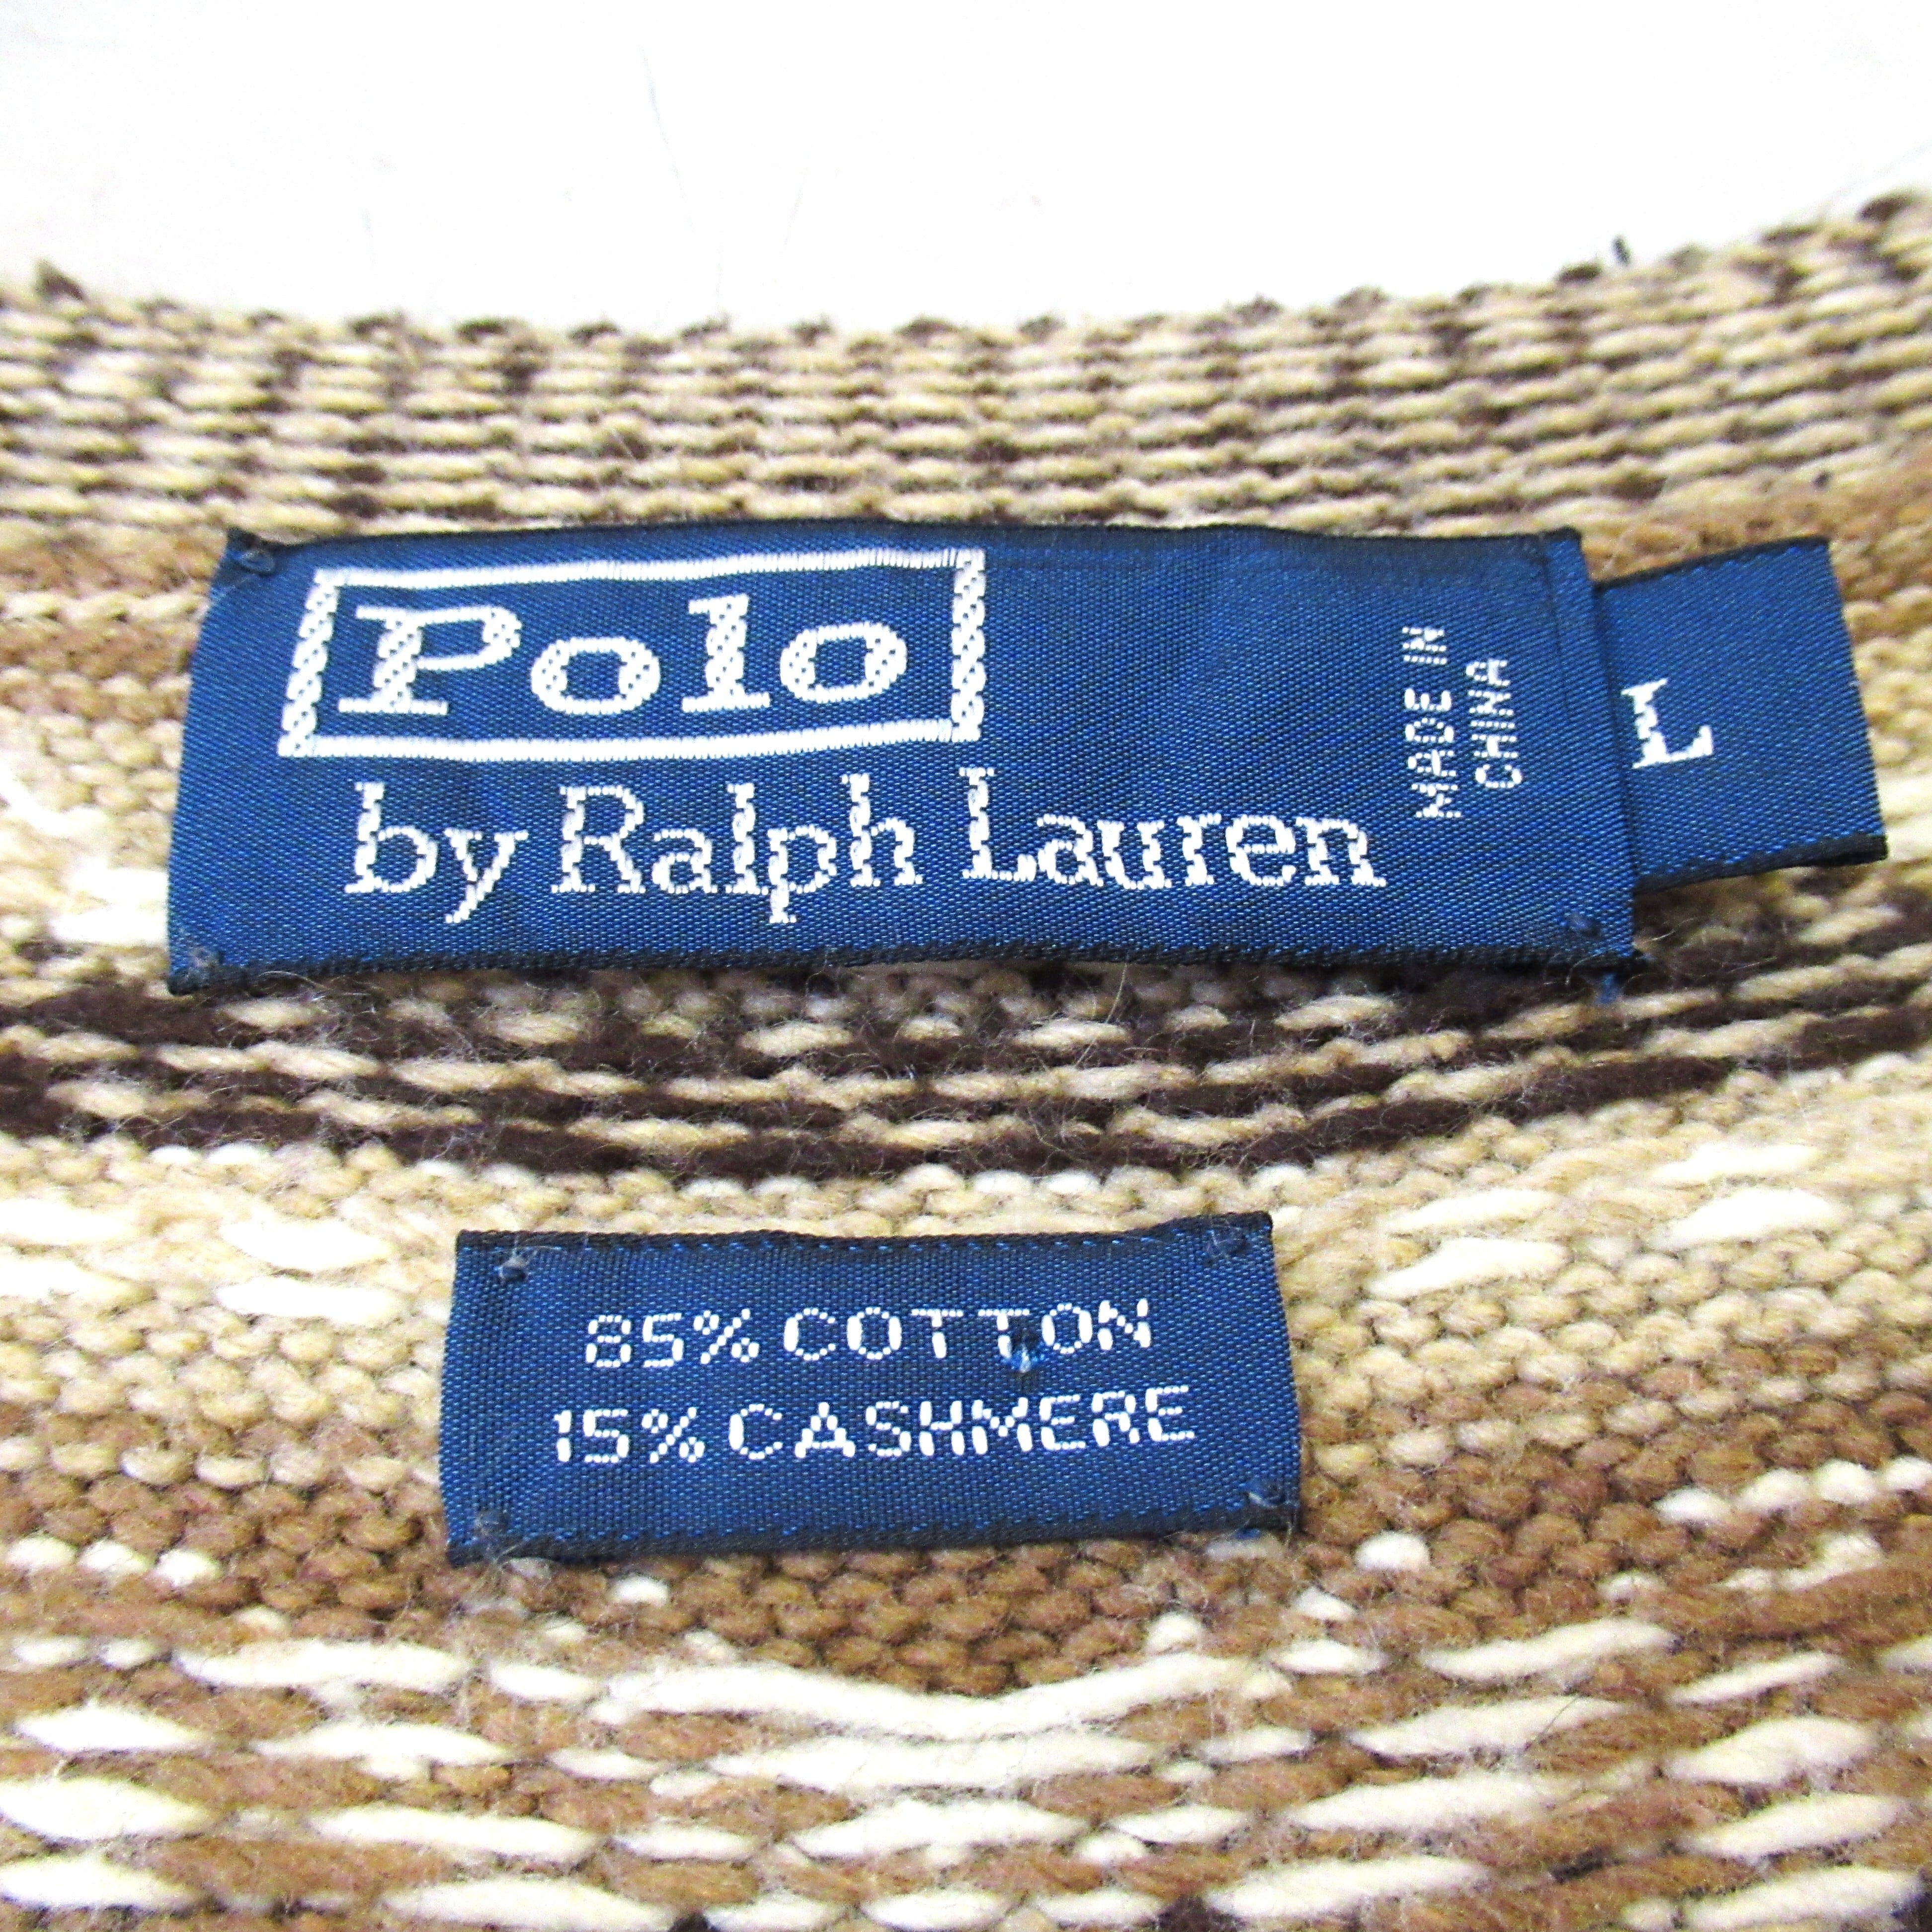 Polo
by Ralph Lauren
MADE IN
CHINA
L
85% COTTON
15% CASHMERE